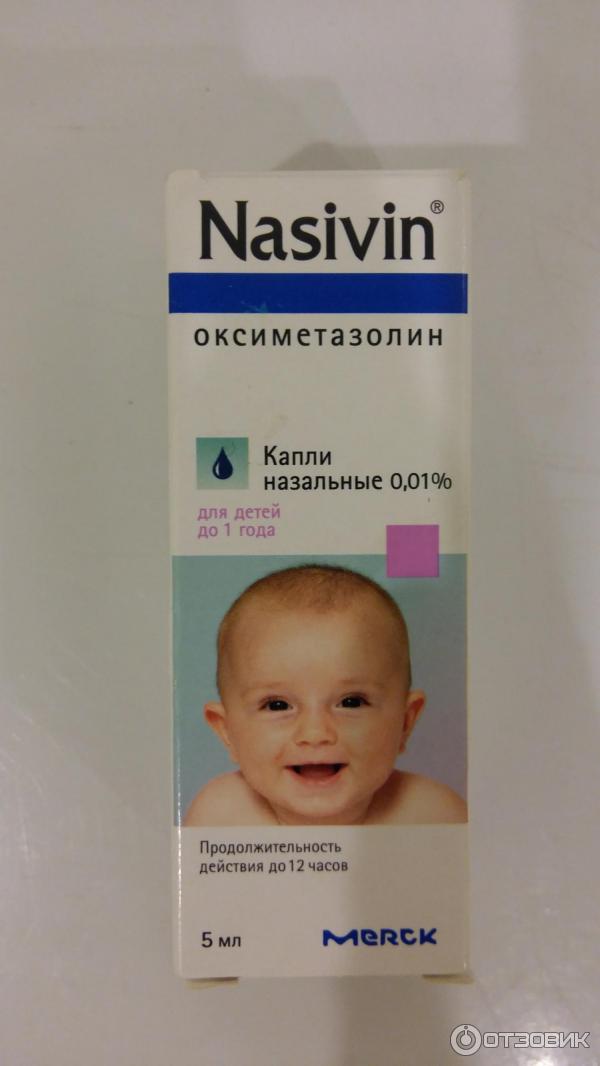 Nasivin®
оксиметазолин
Капли
назальные 0,01%
для детей
до 1 года
Продолжительность
действия до 12 часов
5 мл
Merck
ОТЗОВИК